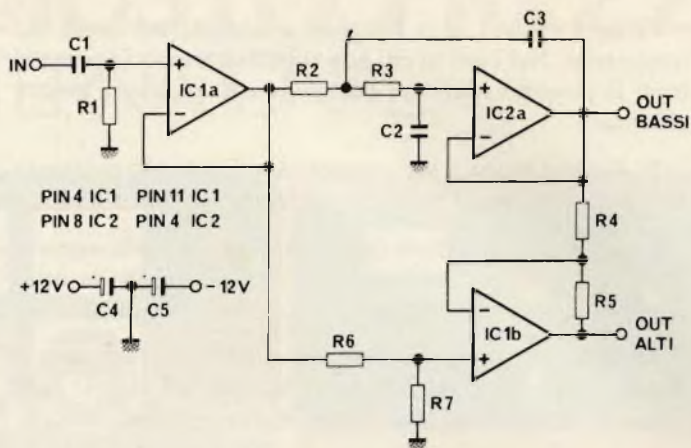 C1
C3
IN
+
IC1a
-
R1
R2
R3
C2
+
IC2a
-
OUT
BASSI
PIN 4 IC1 PIN 11 IC1
PIN 8 IC2 PIN 4 IC2
R4
+12V
C4
C5
-12V
-
IC1b
+
R5
OUT
ALTI
R6
R7